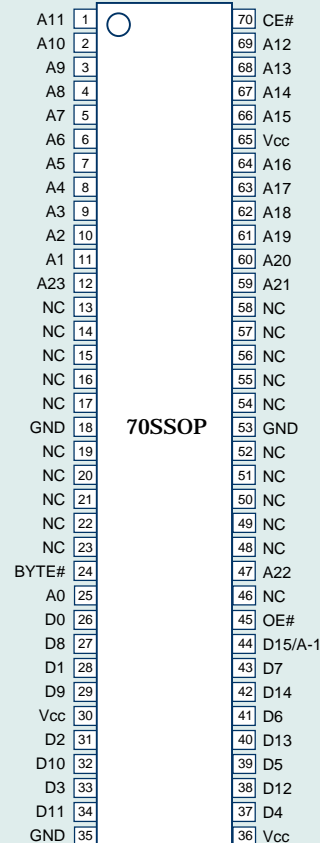 A11 1 70 CE#
A10 2 69 A12
A9 3 68 A13
A8 4 67 A14
A7 5 66 A15
A6 6 65 Vcc
A5 7 64 A16
A4 8 63 A17
A3 9 62 A18
A2 10 61 A19
A1 11 60 A20
A23 12 59 A21
NC 13 58 NC
NC 14 57 NC
NC 15 56 NC
NC 16 55 NC
NC 17 54 NC
GND 18 70SSOP 53 GND
NC 19 52 NC
NC 20 51 NC
NC 21 50 NC
NC 22 49 NC
NC 23 48 NC
BYTE# 24 47 A22
A0 25 46 NC
D0 26 45 OE#
D8 27 44 D15/A-1
D1 28 43 D7
D9 29 42 D14
Vcc 30 41 D6
D2 31 40 D13
D10 32 39 D5
D3 33 38 D12
D11 34 37 D4
GND 35 36 Vcc